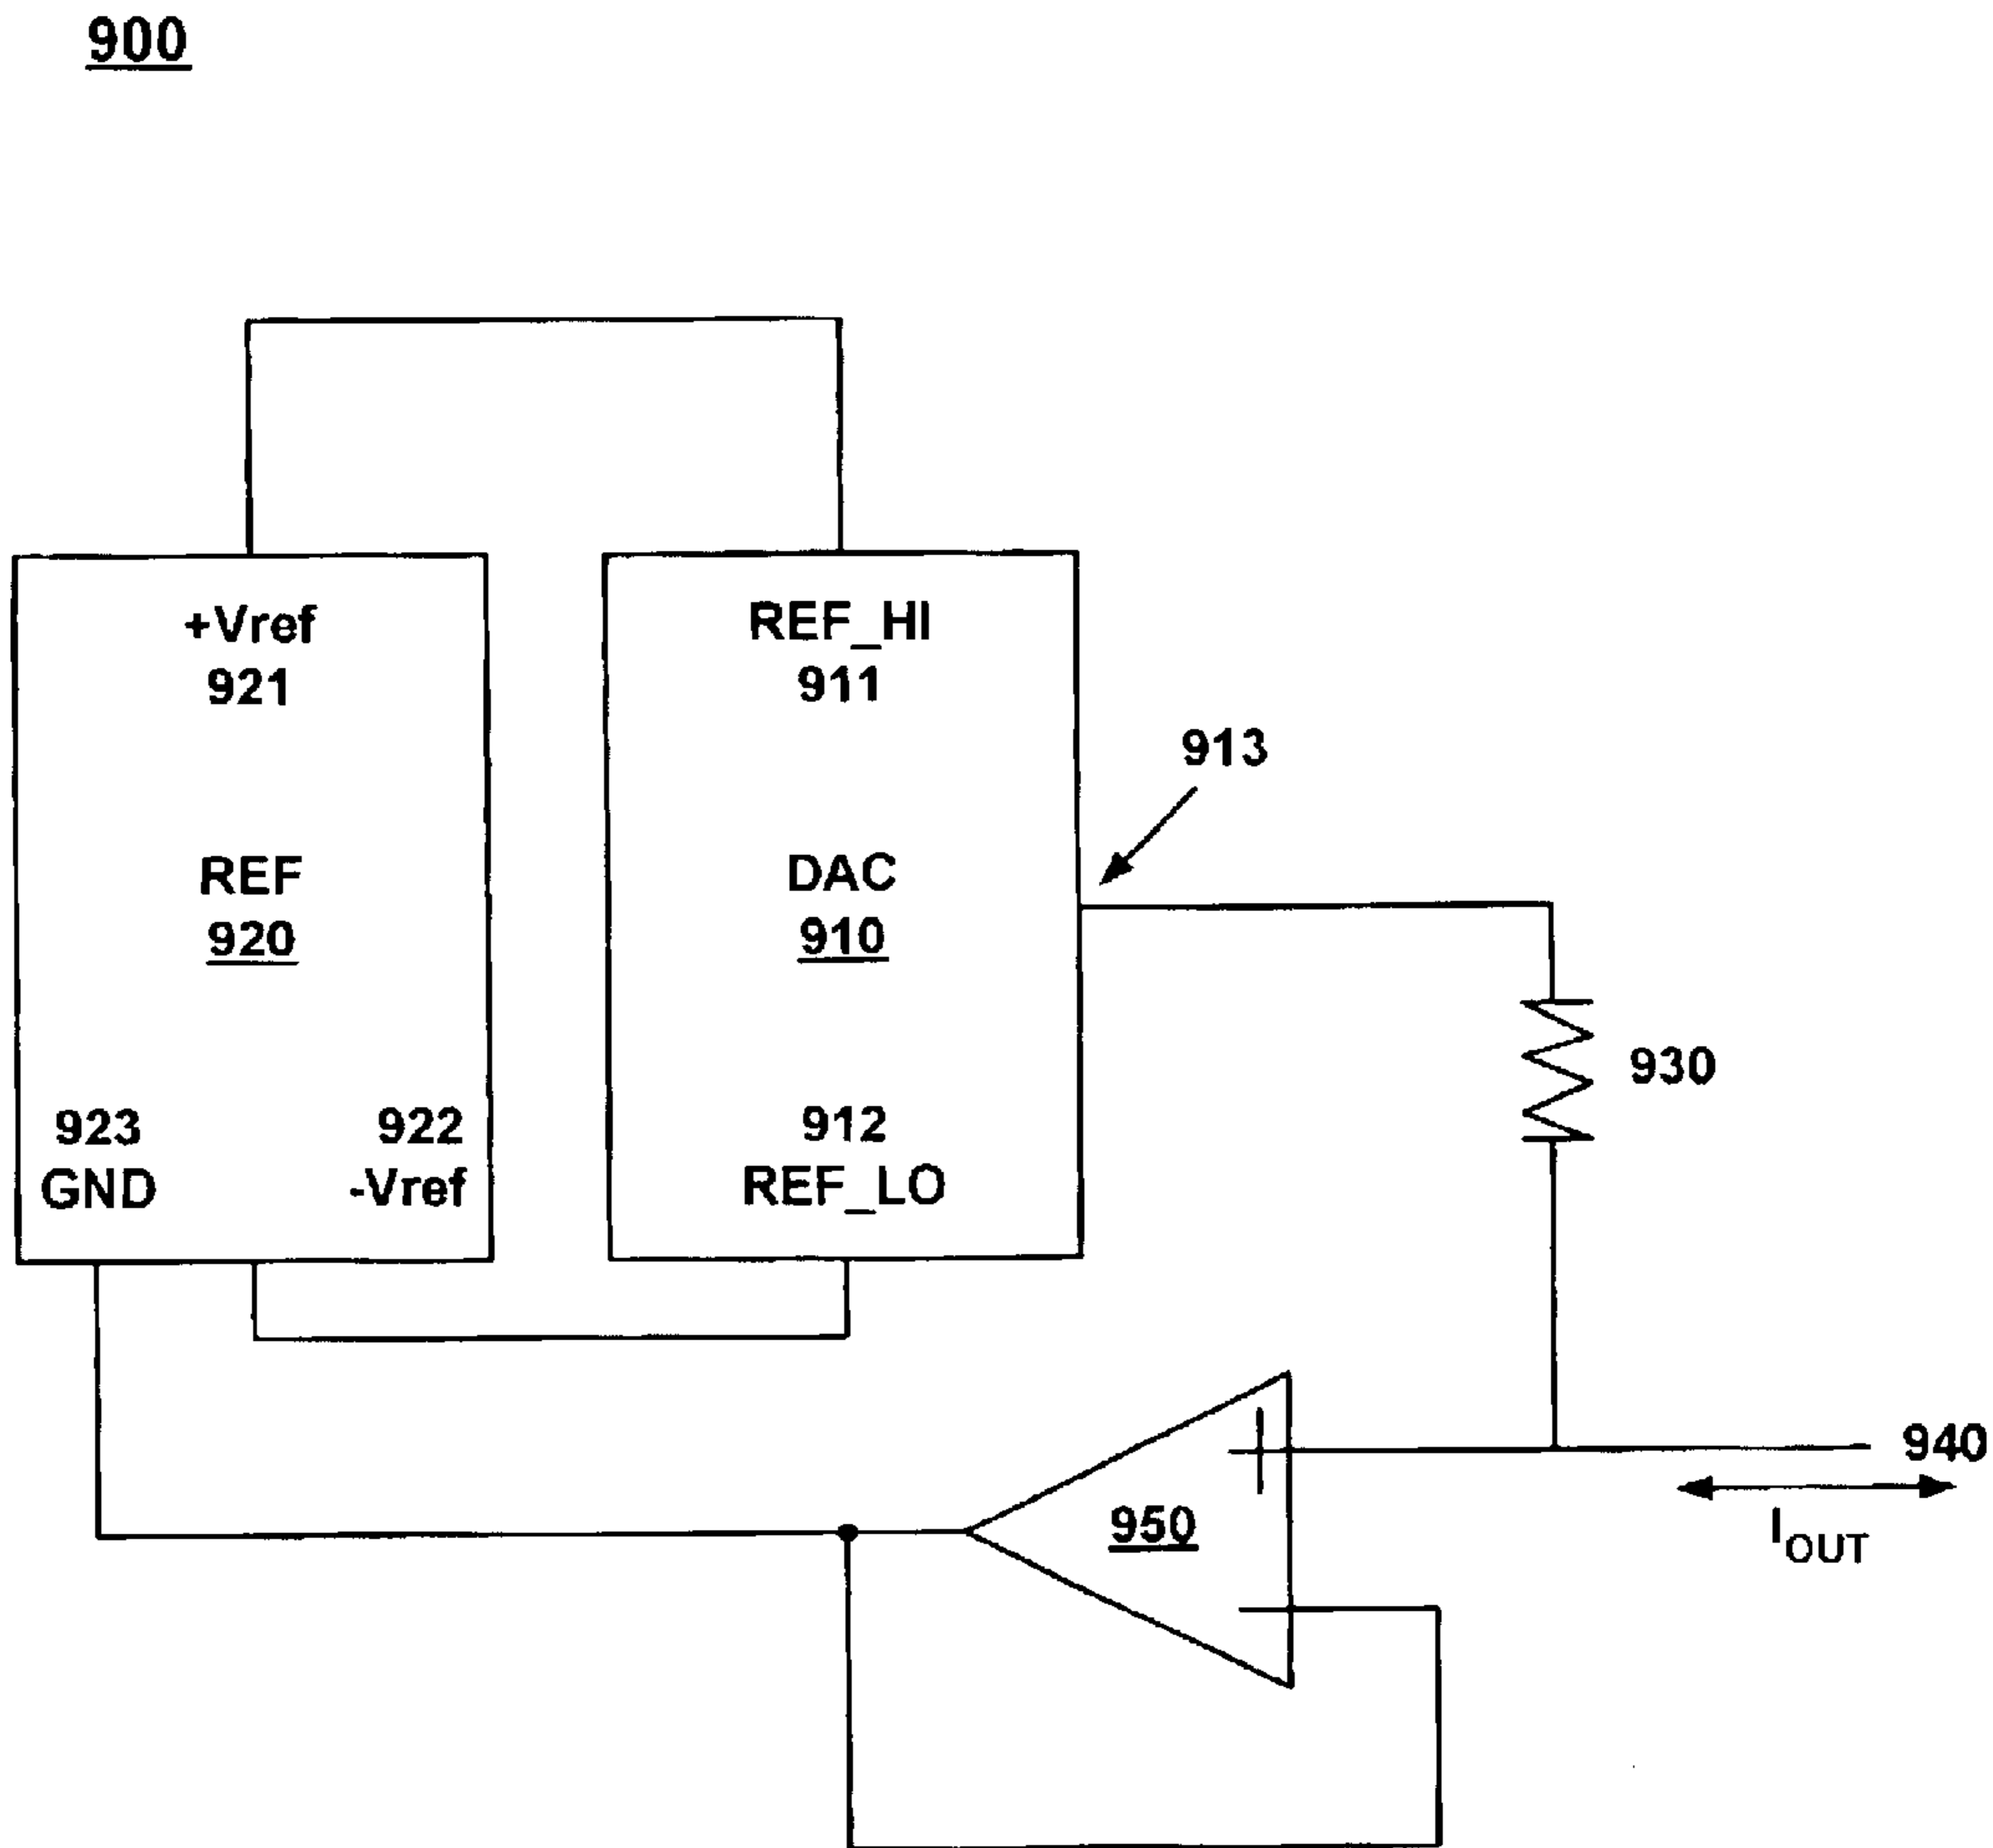 900
+Vref
921
REF
920
923
GND
922
-Vref
REF_HI
911
DAC
910
912
REF_LO
913
930
940
IOUT
950